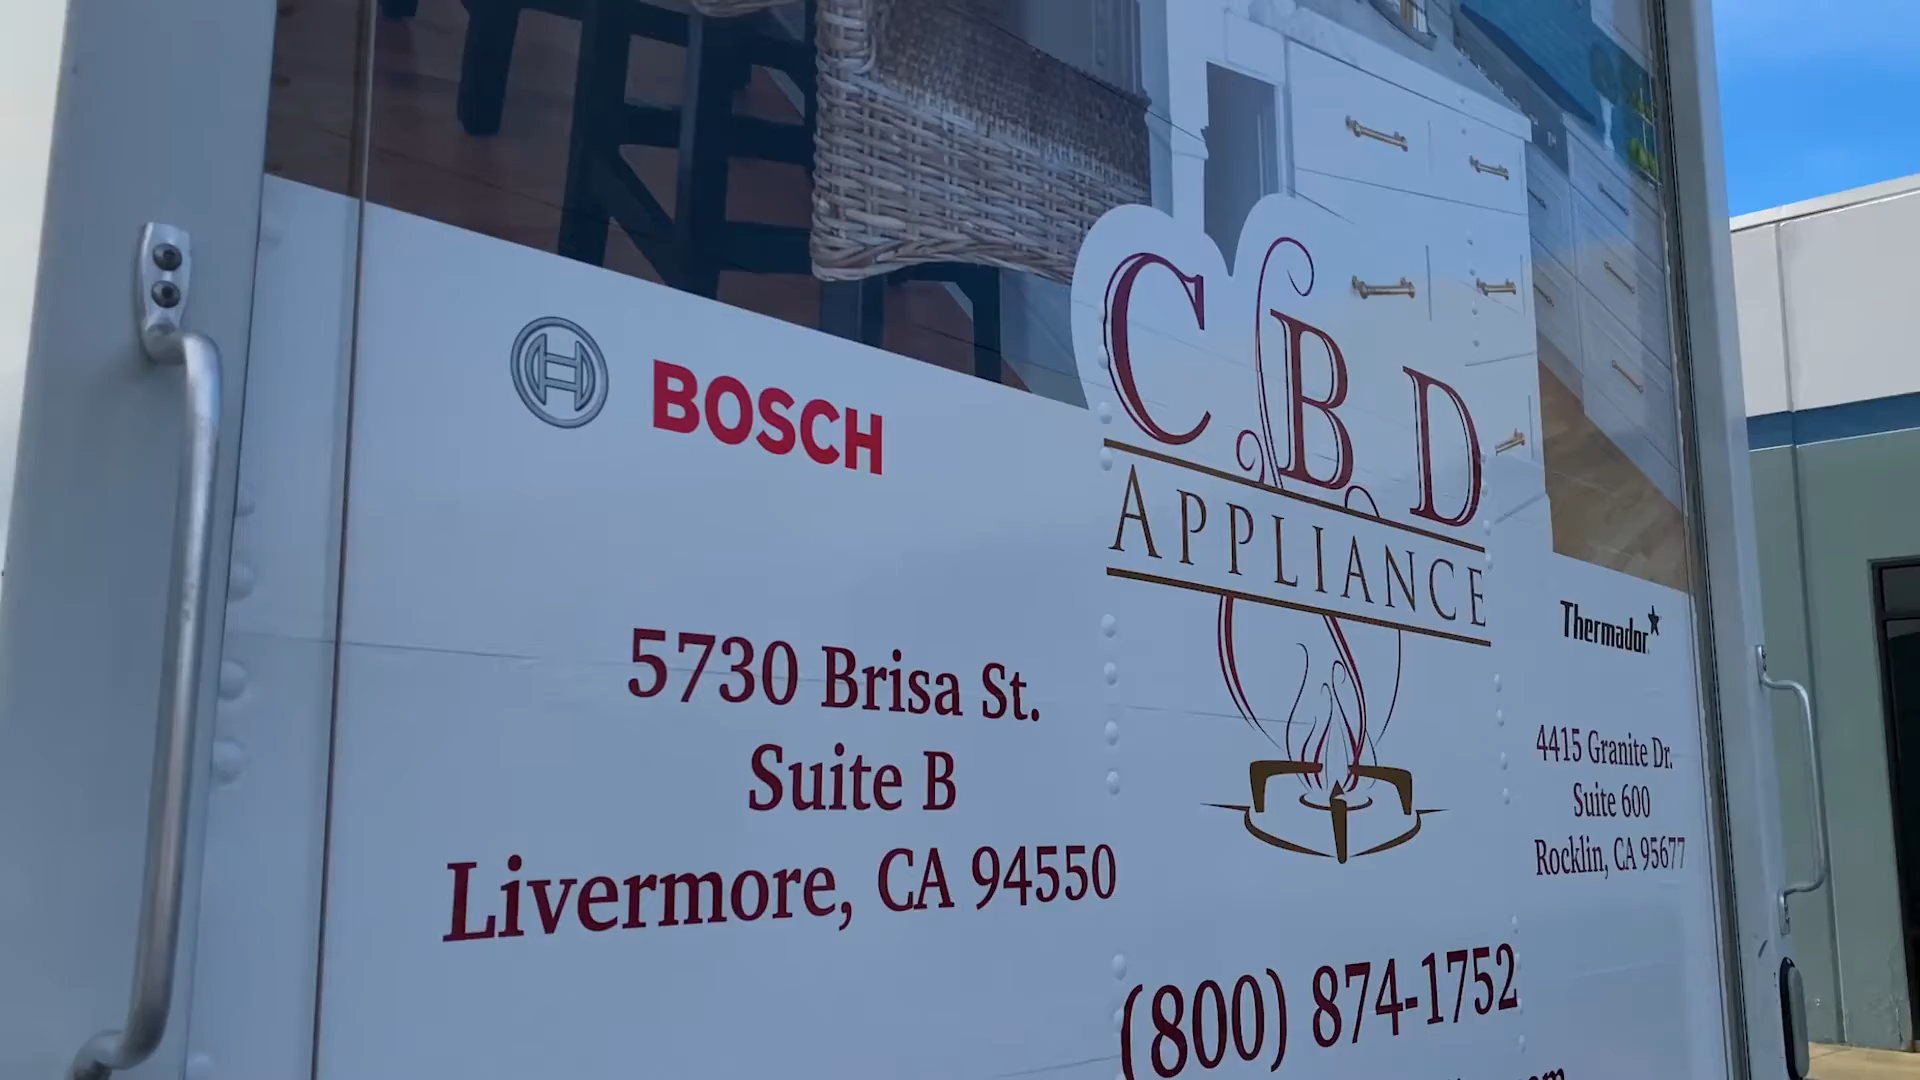 BOSCH
C.B.D
APPLIANCE
5730 Brisa St.
Suite B
Livermore, CA 94550
Thermador
4415 Granite Dr.
Suite 600
Rocklin, CA 95677
(800) 874-1752